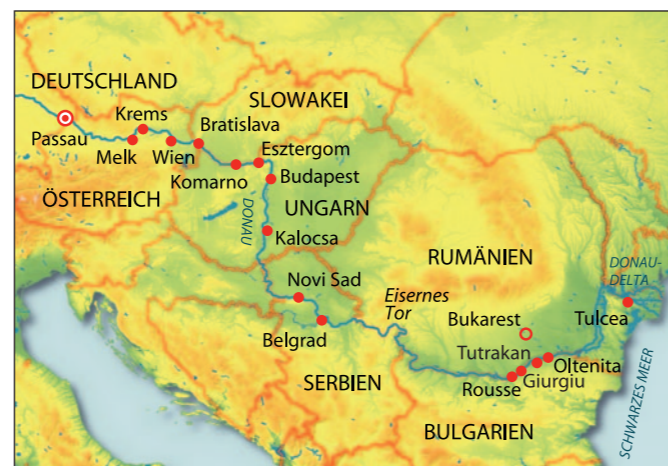 DEUTSCHLAND
Krems
SLOWAKEI
Passau
Bratislava
Melk
Wien
Esztergom
Komarno
Budapest
ÖSTERREICH
DONAU
UNGARN
Kalocsa
RUMÄNIEN
DONAU-
DELTA
Novi Sad
Eisernes
Tor
Bukarest
Tulcea
Belgrad
Tutrakan
Oltenita
SERBIEN
Rousse
Giurgiu
BULGARIEN
SCHWARZES MEER